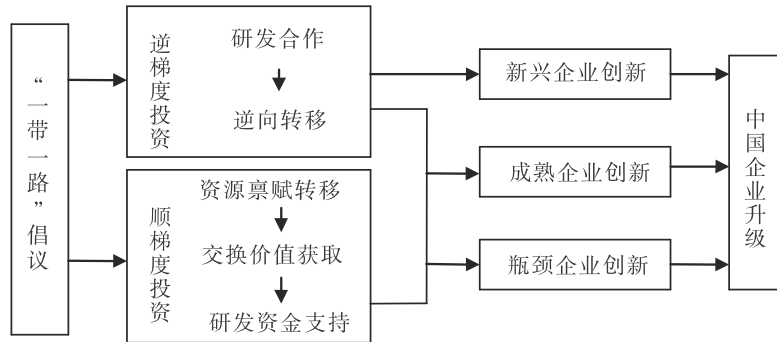 “一带一路”倡议
逆梯度投资
研发合作
逆向转移
顺梯度投资
资源禀赋转移
交换价值获取
研发资金支持
新兴企业创新
成熟企业创新
瓶颈企业创新
中国企业升级